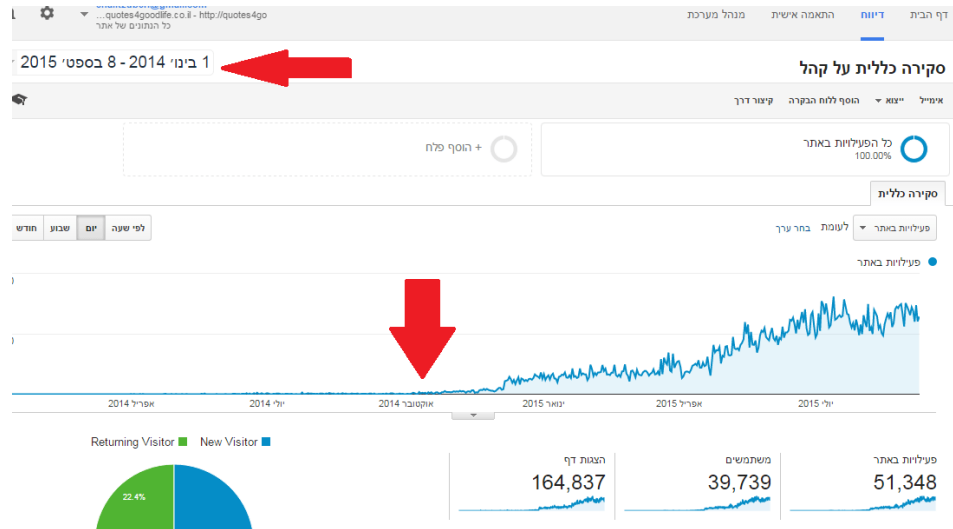 quotes4goodlife.co.il - http://quotes4go...
כל הנתונים של אתר
דף הבית
דיווח
התאמה אישית
מנהל מערכת
1 בינו׳ 2014 - 8 בספט׳ 2015
סקירה כללית על קהל
אימייל
ייצוא
הוסף ללוח הבקרה
קיצור דרך
כל הפעילויות באתר
100.00%
+ הוסף פלח
סקירה כללית
פעילויות באתר
לעומת
בחר ערך
לפי שעה
יום
שבוע
חודש
פעילויות באתר
אפריל 2014
יולי 2014
אוקטובר 2014
ינואר 2015
אפריל 2015
יולי 2015
Returning Visitor
New Visitor
22.4%
פעילויות באתר
51,348
משתמשים
39,739
הצגות דף
164,837